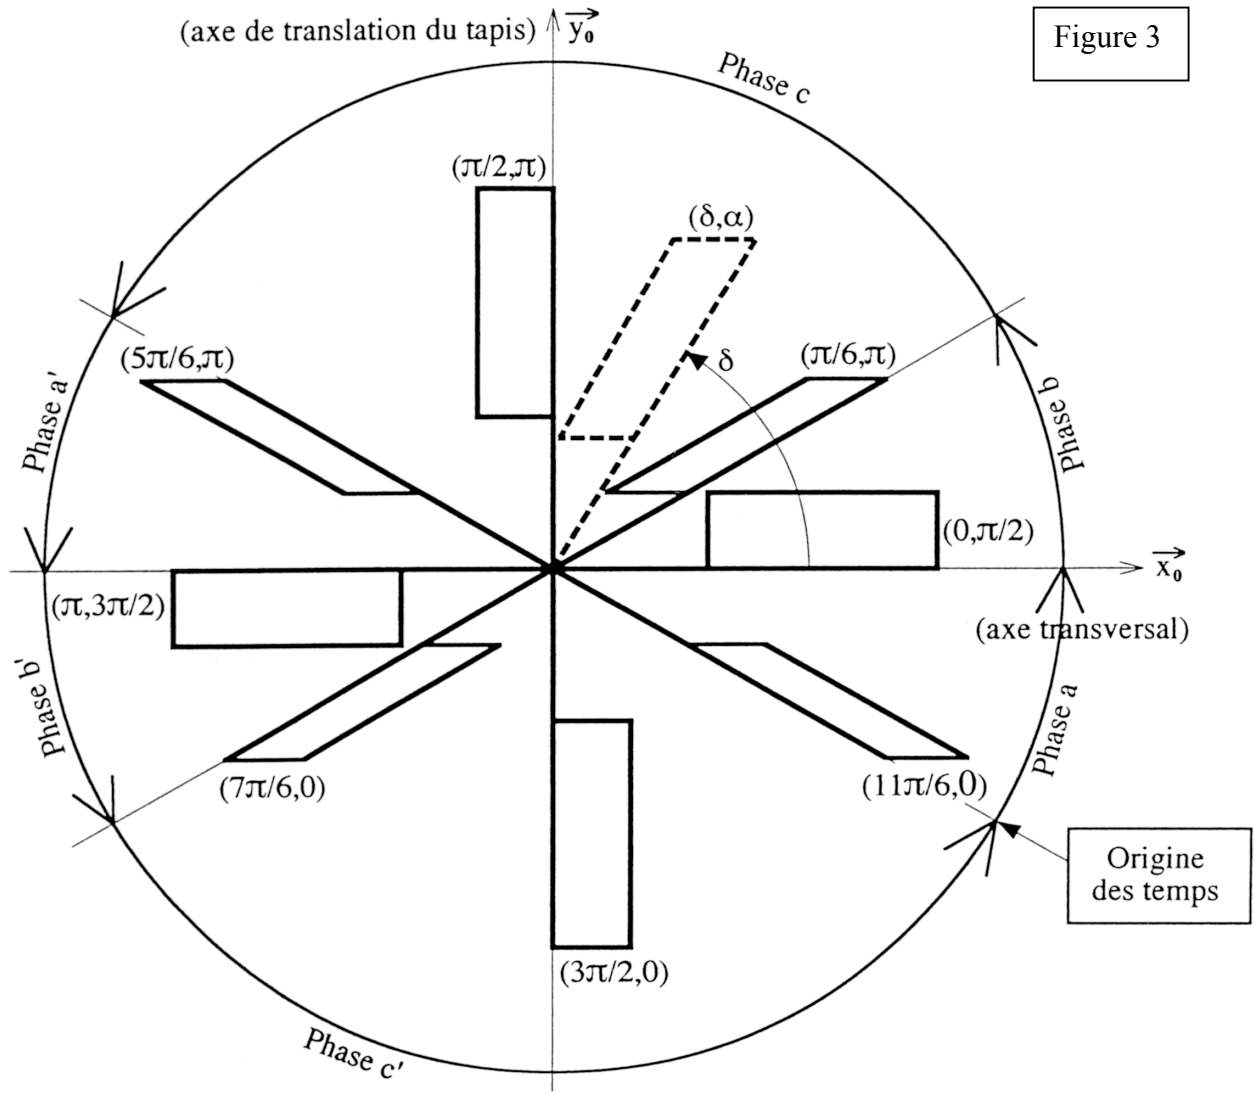 (axe de translation du tapis)
y₀
Figure 3
Phase c
(π/2,π)
(δ,α)
(5π/6,π)
δ
(π/6,π)
Phase a'
Phase b
(0,π/2)
x₀
(π,3π/2)
(axe transversal)
Phase b'
Phase a
(7π/6,0)
(11π/6,0)
Origine
des temps
(3π/2,0)
Phase c'